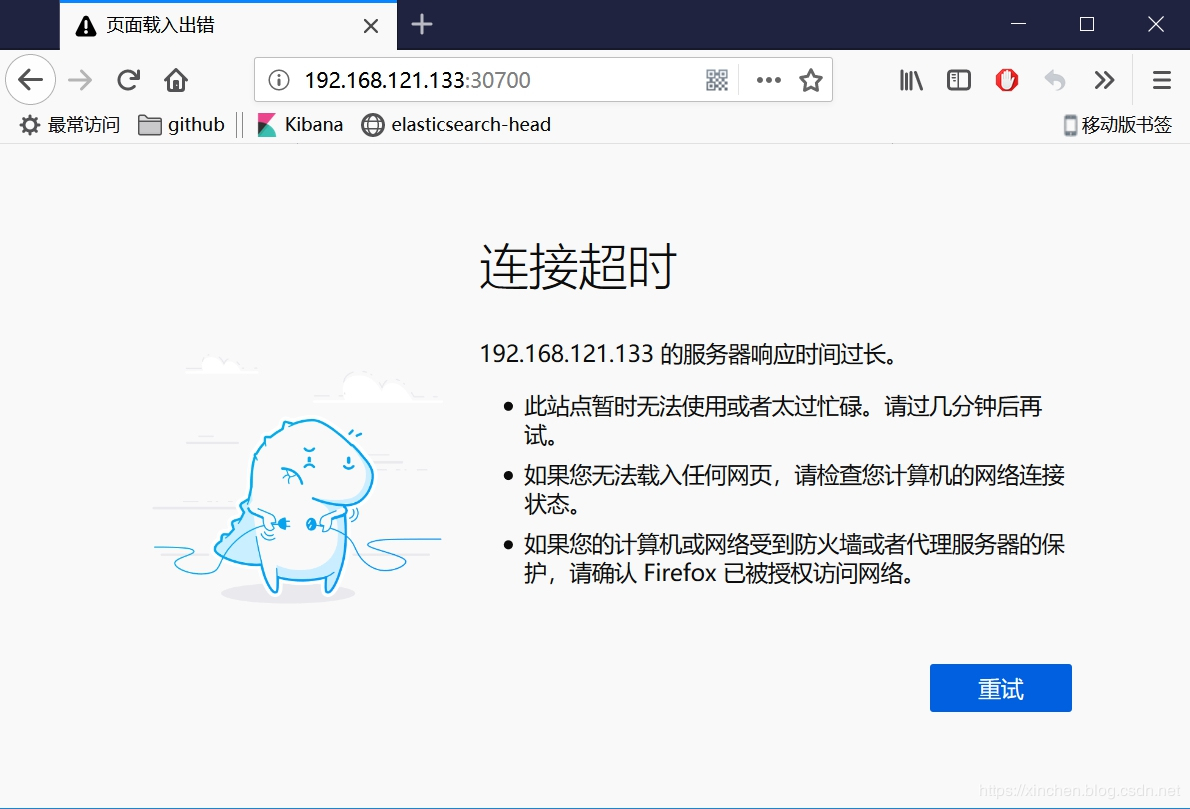 页面载入出错
192.168.121.133:30700
最常访问 github Kibana elasticsearch-head 移动版书签
连接超时
192.168.121.133 的服务器响应时间过长。
此站点暂时无法使用或者太过忙碌。请过几分钟后再
试。
如果您无法载入任何网页，请检查您计算机的网络连接
状态。
如果您的计算机或网络受到防火墙或者代理服务器的保
护，请确认 Firefox 已被授权访问网络。
重试
https://xinchen.blog.csdn.net